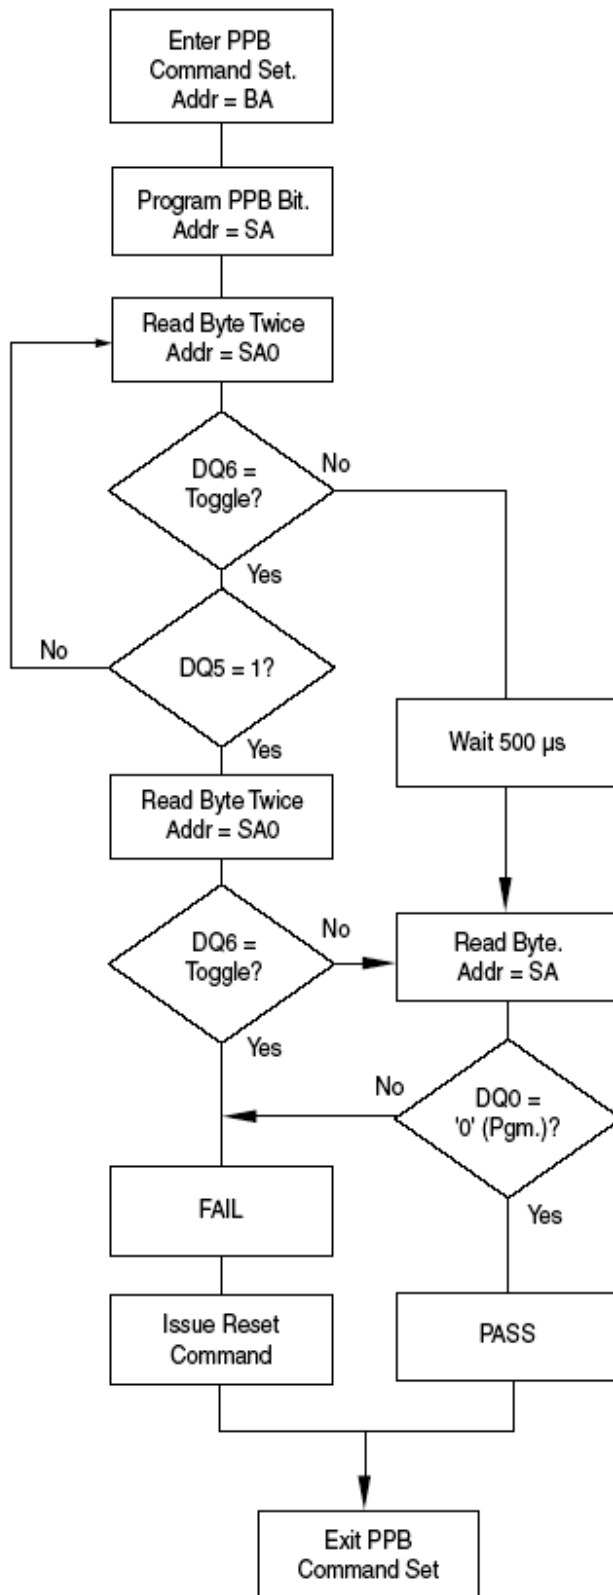 Enter PPB
Command Set.
Addr = BA
Program PPB Bit.
Addr = SA
Read Byte Twice
Addr = SA0
DQ6 =
Toggle?
No
Yes
DQ5 = 1?
No
Yes
Wait 500 µs
Read Byte Twice
Addr = SA0
DQ6 =
Toggle?
No
Yes
Read Byte.
Addr = SA
DQ0 =
'0' (Pgm.)?
No
Yes
FAIL
Issue Reset
Command
PASS
Exit PPB
Command Set